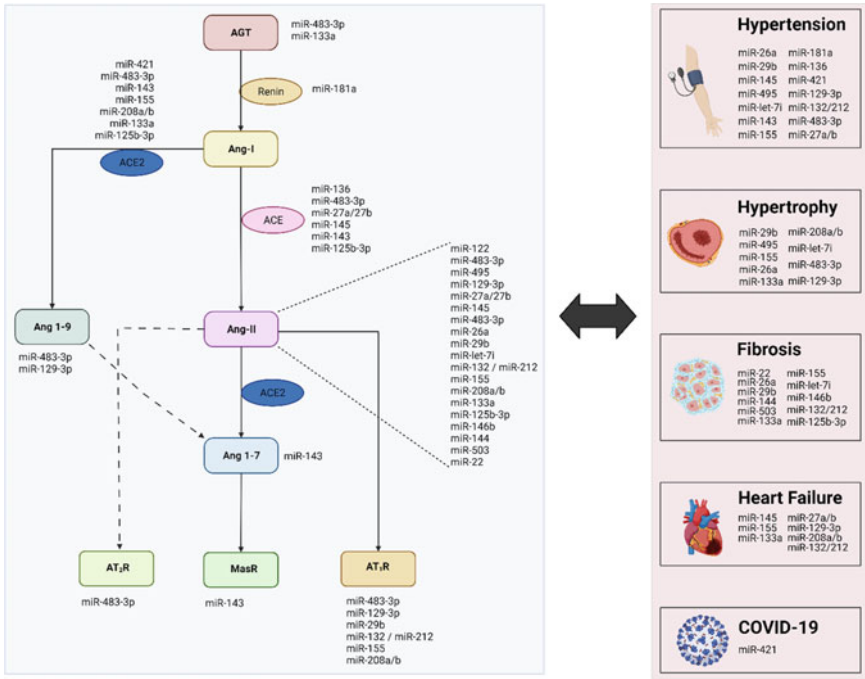 AGT
miR-483-3p
miR-133a
Renin
miR-181a
miR-421
miR-483-3p
miR-143
miR-155
miR-208a/b
miR-133a
miR-125b-3p
ACE2
Ang-I
ACE
miR-136
miR-483-3p
miR-27a/27b
miR-145
miR-143
miR-125b-3p
Ang 1-9
miR-483-3p
miR-129-3p
Ang-II
miR-122
miR-483-3p
miR-495
miR-129-3p
miR-27a/27b
miR-145
miR-483-3p
miR-26a
miR-29b
miR-let-7i
miR-132 / miR-212
miR-155
miR-208a/b
miR-133a
miR-125b-3p
miR-146b
miR-144
miR-503
miR-22
ACE2
Ang 1-7
miR-143
AT₂R
miR-483-3p
MasR
miR-143
AT₁R
miR-483-3p
miR-129-3p
miR-29b
miR-132 / miR-212
miR-155
miR-208a/b
Hypertension
miR-26a miR-181a
miR-29b miR-136
miR-145 miR-421
miR-495 miR-129-3p
miR-let-7i miR-132/212
miR-143 miR-483-3p
miR-155 miR-27a/b
Hypertrophy
miR-29b
miR-495
miR-155
miR-26a
miR-133a
miR-208a/b
miR-let-7i
miR-483-3p
miR-129-3p
Fibrosis
miR-22
miR-26a
miR-29b
miR-144
miR-503
miR-133a
miR-155
miR-let-7i
miR-146b
miR-132/212
miR-125b-3p
Heart Failure
miR-145
miR-155
miR-133a
miR-27a/b
miR-129-3p
miR-208a/b
miR-132/212
COVID-19
miR-421